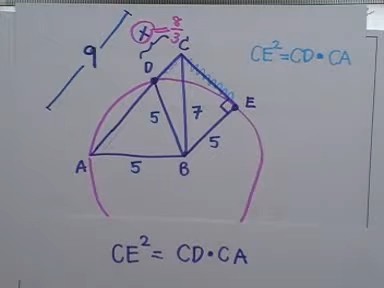 9
X = 8/3
C
CE² = CD•CA
D
E
5
7
5
A
5
B
CE² = CD•CA